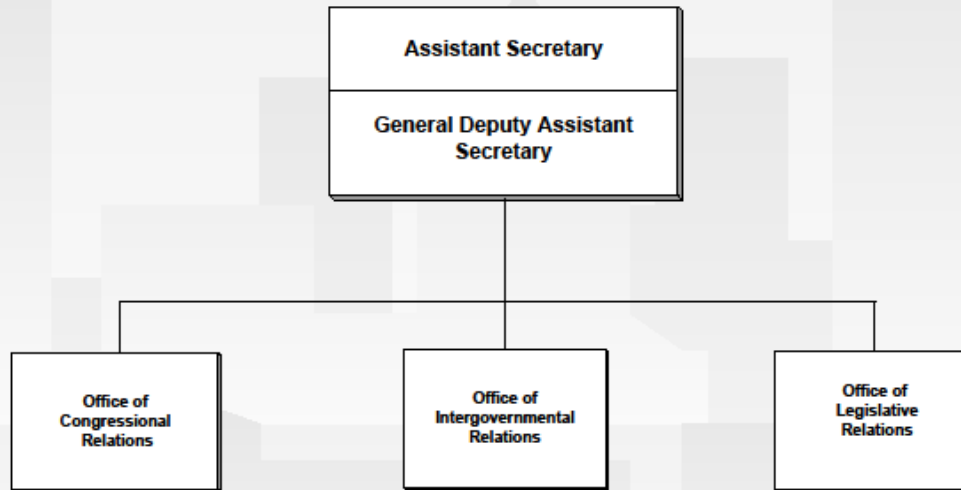 Assistant Secretary
General Deputy Assistant
Secretary
Office of
Congressional
Relations
Office of
Intergovernmental
Relations
Office of
Legislative
Relations